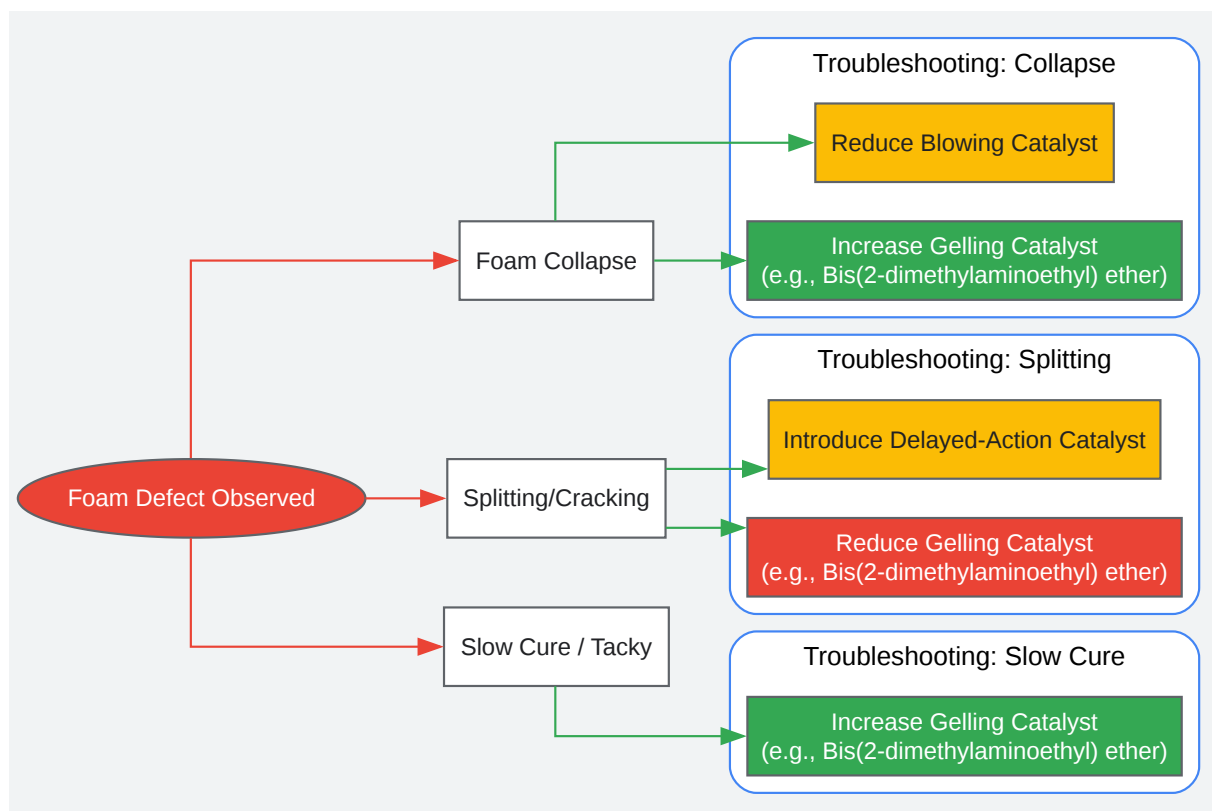 Troubleshooting: Collapse
Reduce Blowing Catalyst
Increase Gelling Catalyst
(e.g., Bis(2-dimethylaminoethyl) ether)
Foam Collapse
Troubleshooting: Splitting
Introduce Delayed-Action Catalyst
Foam Defect Observed
Splitting/Cracking
Reduce Gelling Catalyst
(e.g., Bis(2-dimethylaminoethyl) ether)
Slow Cure / Tacky
Troubleshooting: Slow Cure
Increase Gelling Catalyst
(e.g., Bis(2-dimethylaminoethyl) ether)